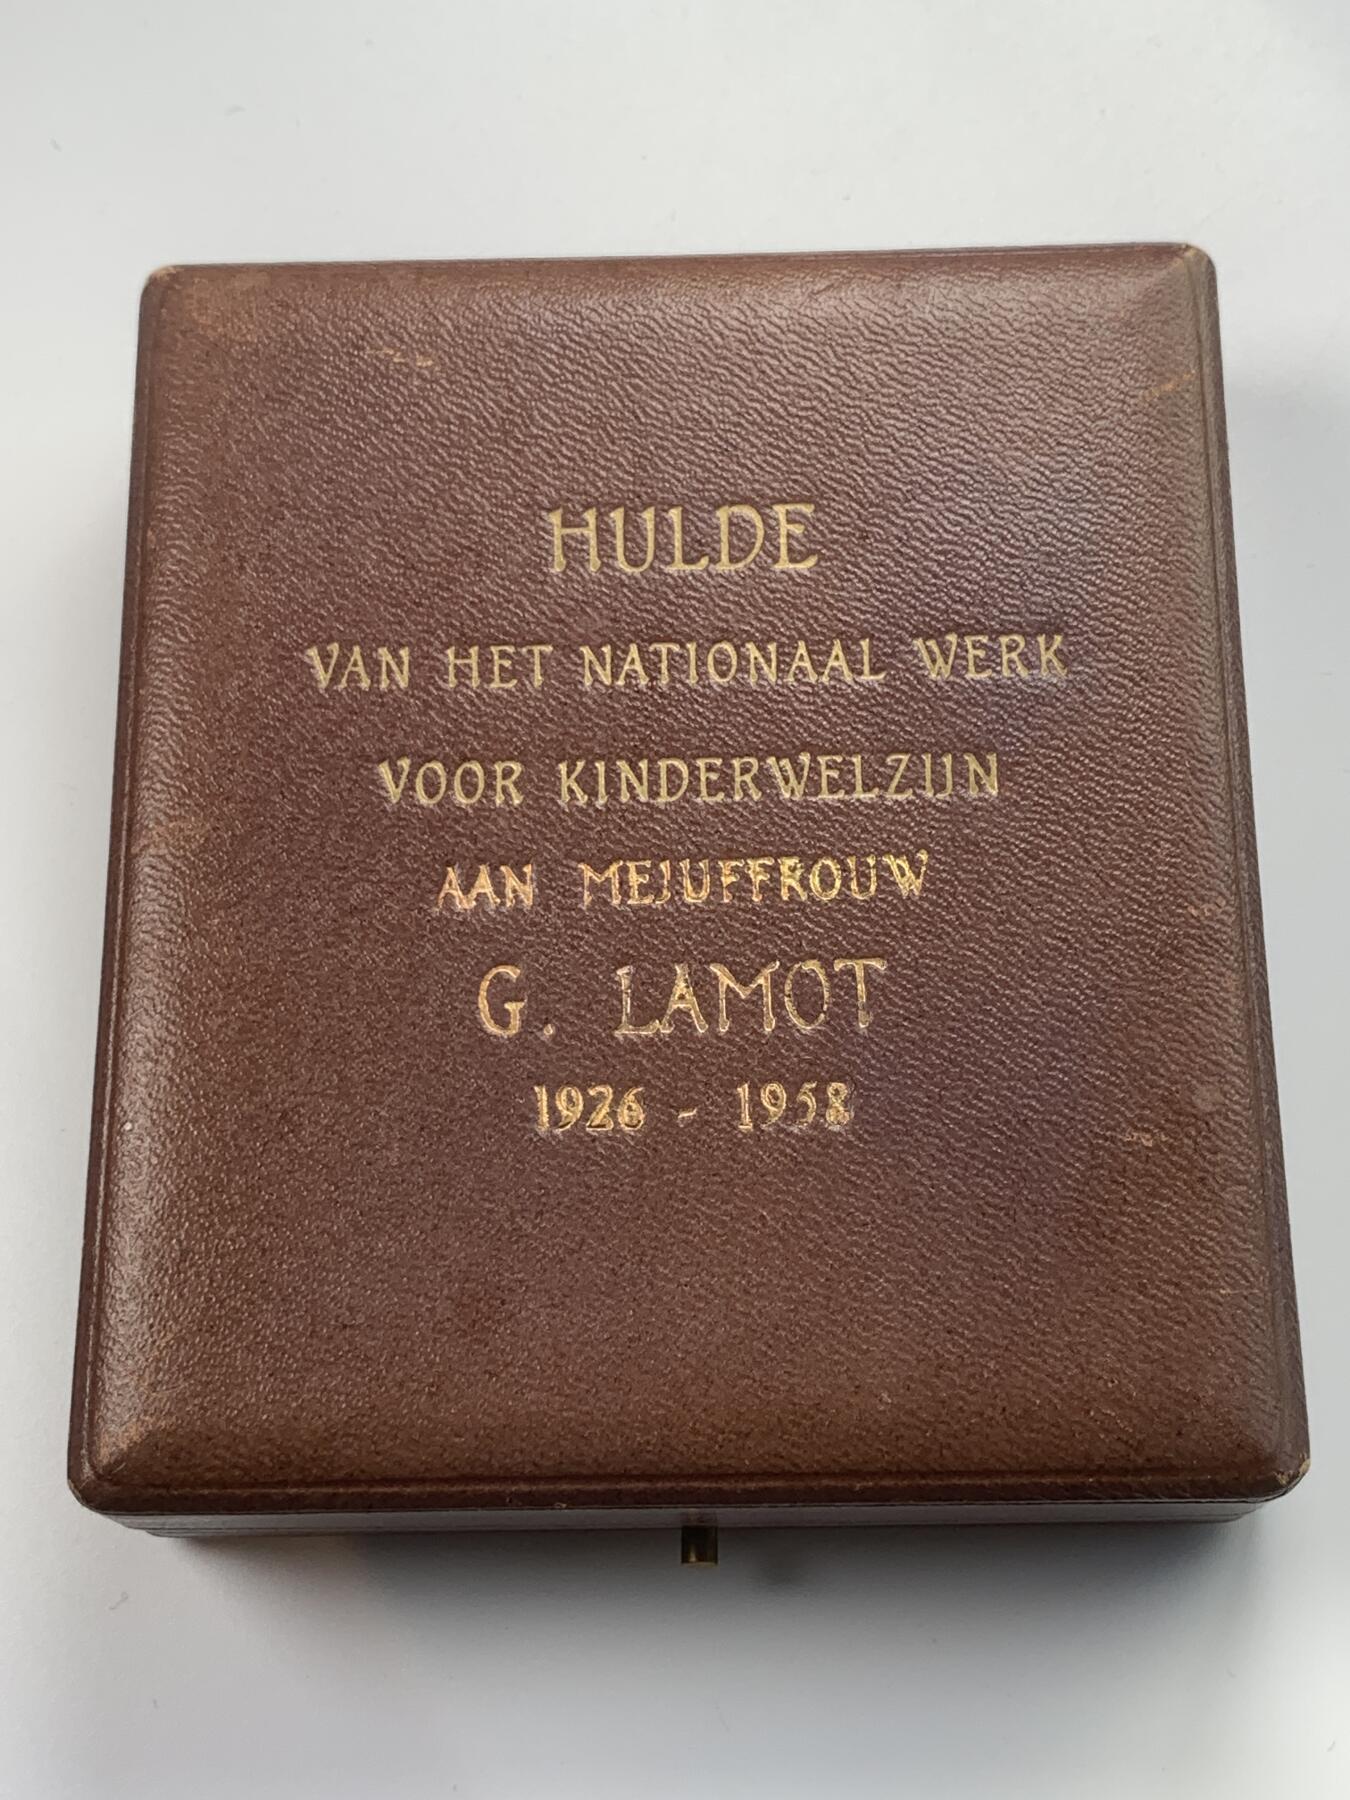 HULDE
VAN HET NATIONAAL WERK
VOOR KINDERWELZIJN
AAN MEJUFFROUW
G. LAMOT
1926 - 1958